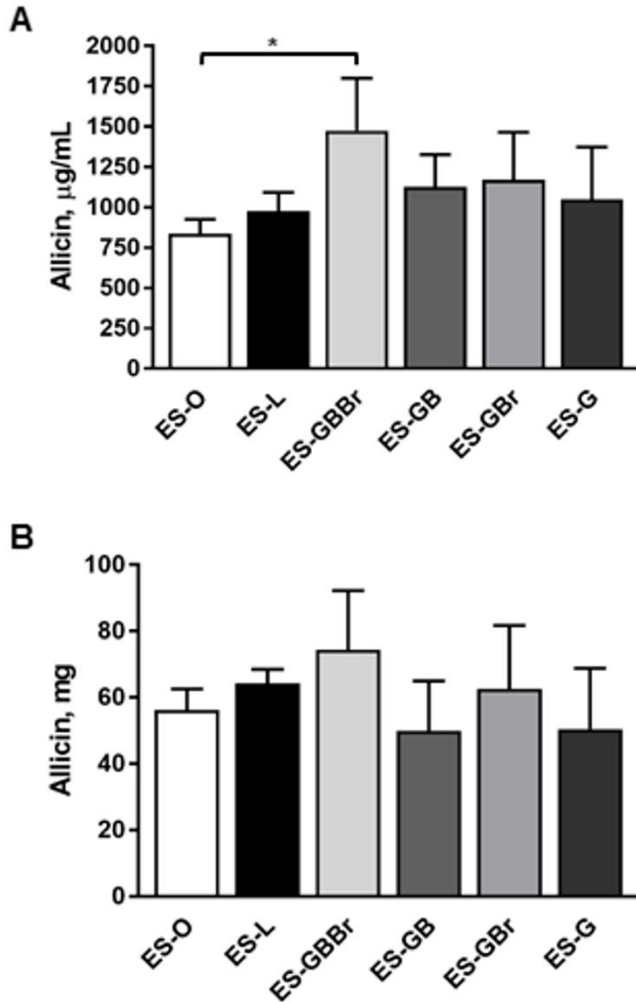 A
*
Allicin, μg/mL
2000
1750
1500
1250
1000
750
500
250
0
ES-O
ES-L
ES-GBBr
ES-GB
ES-GBr
ES-G
B
Allicin, mg
100
80
60
40
20
0
ES-O
ES-L
ES-GBBr
ES-GB
ES-GBr
ES-G